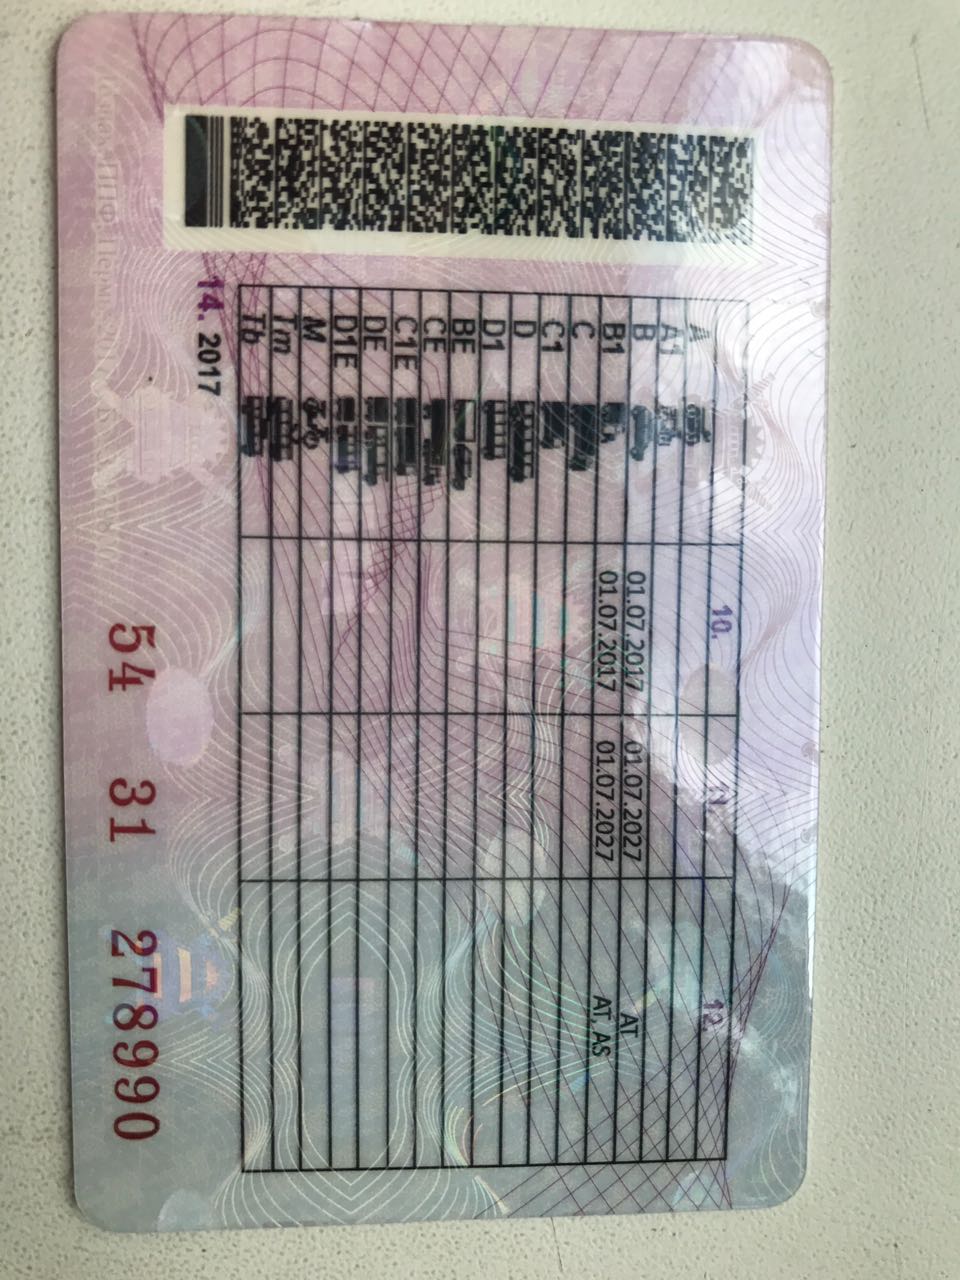 10. 11. 12.
A
A1
B 01.07.2017 01.07.2027 AT
B1 01.07.2017 01.07.2027 AT, AS
C
C1
D
D1
BE
CE
C1E
DE
D1E
M
Tm
Tb
14. 2017
54 31 278990